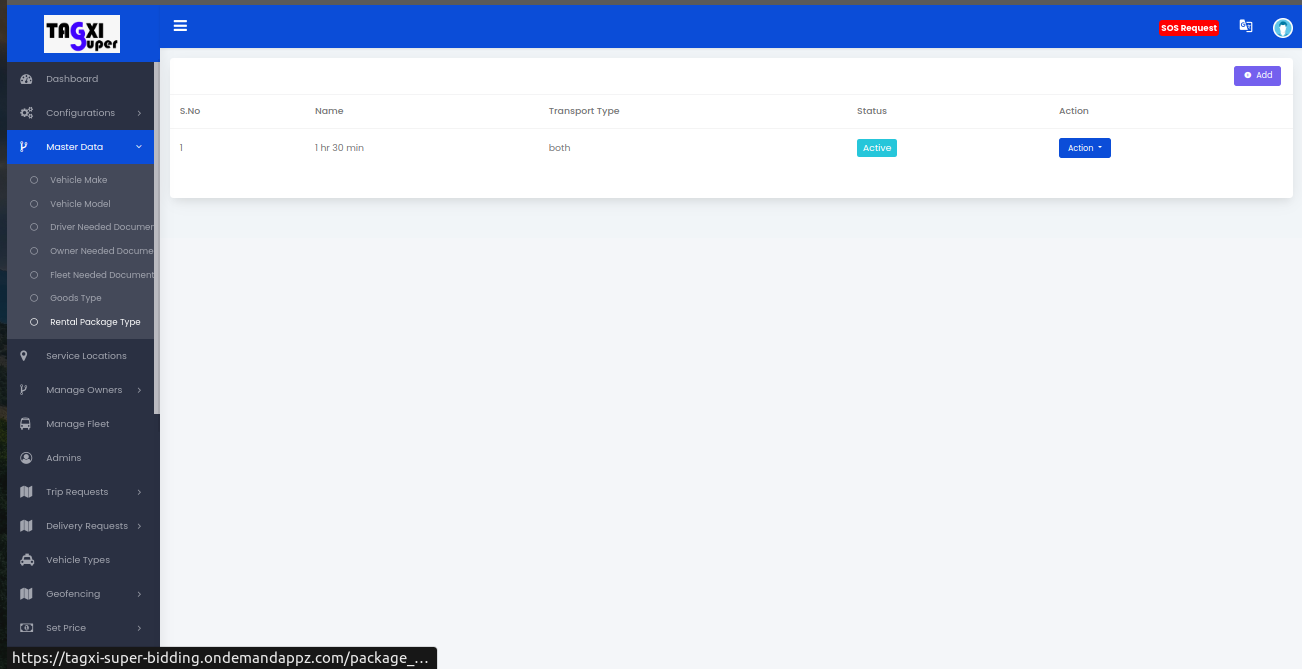 TAGXI
Super
SOS Request
Dashboard
Configurations
Master Data
Vehicle Make
Vehicle Model
Driver Needed Documen
Owner Needed Docume
Fleet Needed Document
Goods Type
Rental Package Type
Service Locations
Manage Owners
Manage Fleet
Admins
Trip Requests
Delivery Requests
Vehicle Types
Geofencing
Set Price
Add
S.No Name Transport Type Status Action
1 1 hr 30 min both Active Action
https://tagxi-super-bidding.ondemandappz.com/package_...